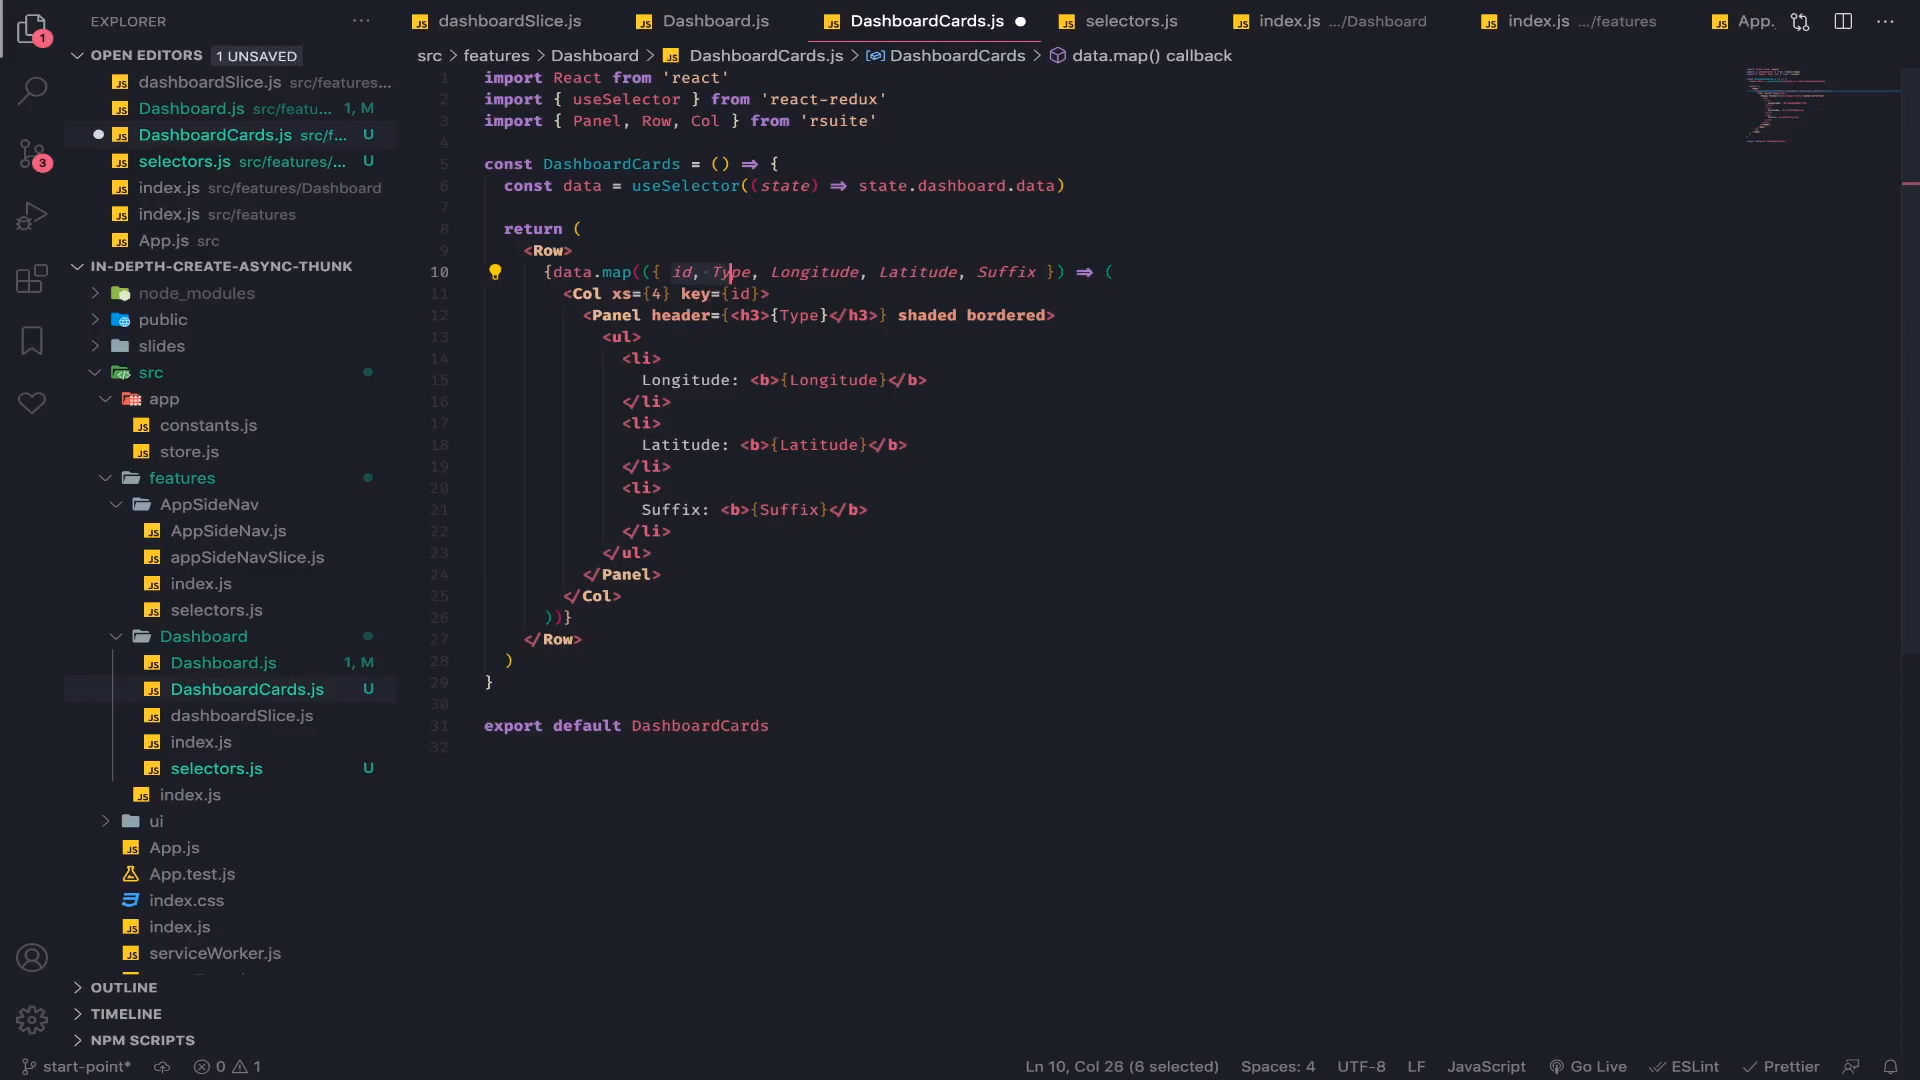 EXPLORER
OPEN EDITORS 1 UNSAVED
dashboardSlice.js src/features...
Dashboard.js src/featu... 1, M
DashboardCards.js src/f... U
selectors.js src/features/... U
index.js src/features/Dashboard
index.js src/features
App.js src
IN-DEPTH-CREATE-ASYNC-THUNK
node_modules
public
slides
src
app
constants.js
store.js
features
AppSideNav
AppSideNav.js
appSideNavSlice.js
index.js
selectors.js
Dashboard
Dashboard.js 1, M
DashboardCards.js U
dashboardSlice.js
index.js
selectors.js U
index.js
ui
App.js
App.test.js
index.css
index.js
serviceWorker.js
OUTLINE
TIMELINE
NPM SCRIPTS
1
3
dashboardSlice.js Dashboard.js DashboardCards.js selectors.js index.js .../Dashboard index.js .../features App.
src > features > Dashboard > DashboardCards.js > DashboardCards > data.map() callback
1 import React from 'react'
2 import { useSelector } from 'react-redux'
3 import { Panel, Row, Col } from 'rsuite'
4
5 const DashboardCards = () => {
6 const data = useSelector((state) => state.dashboard.data)
7
8 return (
9 <Row>
10 {data.map(({ id, Type, Longitude, Latitude, Suffix }) => (
11 <Col xs={4} key={id}>
12 <Panel header={<h3>{Type}</h3>} shaded bordered>
13 <ul>
14 <li>
15 Longitude: <b>{Longitude}</b>
16 </li>
17 <li>
18 Latitude: <b>{Latitude}</b>
19 </li>
20 <li>
21 Suffix: <b>{Suffix}</b>
22 </li>
23 </ul>
24 </Panel>
25 </Col>
26 ))}
27 </Row>
28 )
29 }
30
31 export default DashboardCards
32
start-point* 0 1 Ln 10, Col 28 (6 selected) Spaces: 4 UTF-8 LF JavaScript Go Live ESLint Prettier